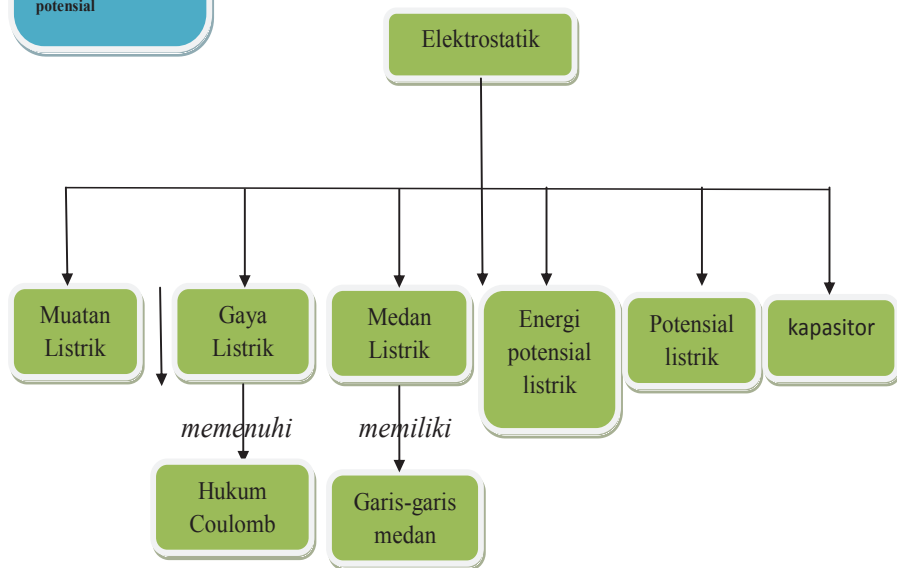 potensial
Elektrostatik
Muatan
Listrik
Gaya
Listrik
Medan
Listrik
Energi
potensial
listrik
Potensial
listrik
kapasitor
memenuhi
memiliki
Hukum
Coulomb
Garis-garis
medan